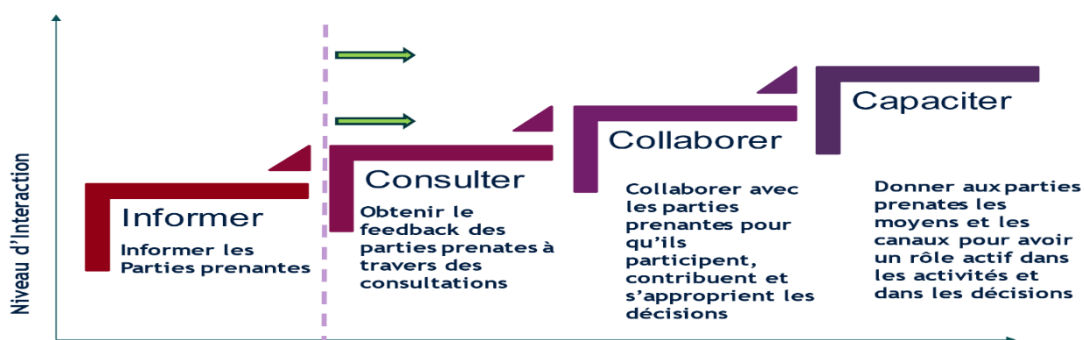 Niveau d'Interaction
Informer
Informer les
Parties prenantes
Consulter
Obtenir le
feedback des
parties prenates à
travers des
consultations
Collaborer
Collaborer avec
les parties
prenantes pour
qu'ils
participent,
contribuent et
s'approprient les
décisions
Capaciter
Donner aux parties
prenates les
moyens et les
canaux pour avoir
un rôle actif dans
les activités et
dans les décisions